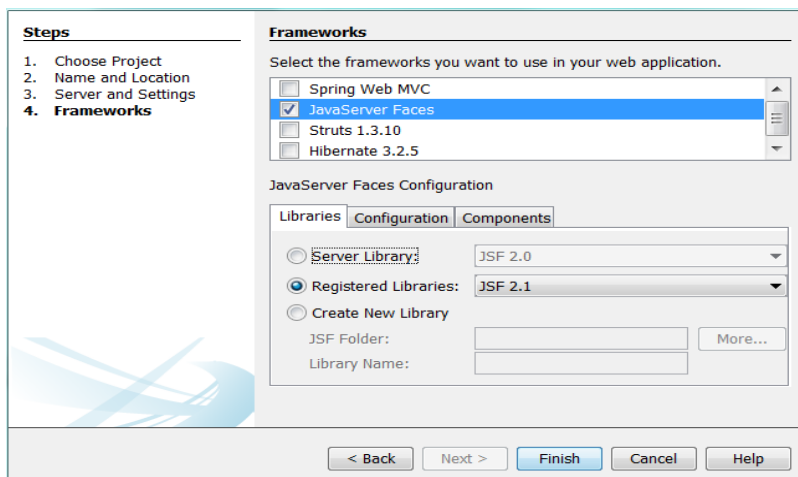 Steps
1. Choose Project
2. Name and Location
3. Server and Settings
4. Frameworks
Frameworks
Select the frameworks you want to use in your web application.
Spring Web MVC
JavaServer Faces
Struts 1.3.10
Hibernate 3.2.5
JavaServer Faces Configuration
Libraries Configuration Components
Server Library: JSF 2.0
Registered Libraries: JSF 2.1
Create New Library
JSF Folder: More...
Library Name:
< Back Next > Finish Cancel Help